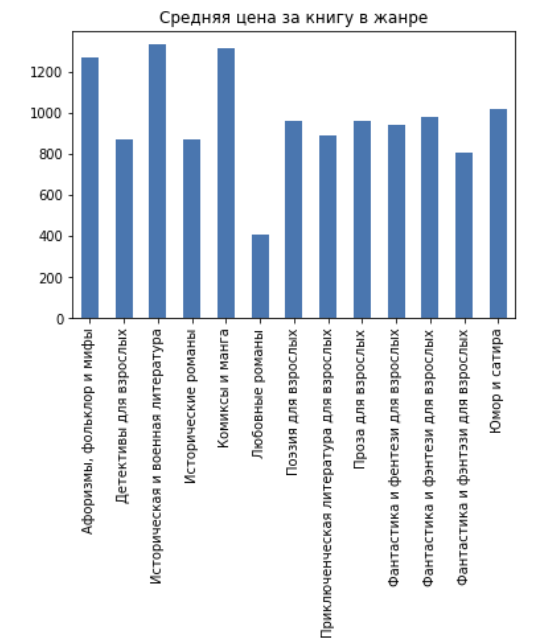 Средняя цена за книгу в жанре
1200
1000
800
600
400
200
0
Афоризмы, фольклор и мифы
Детективы для взрослых
Историческая и военная литература
Исторические романы
Комиксы и манга
Любовные романы
Поэзия для взрослых
Приключенческая литература для взрослых
Проза для взрослых
Фантастика и фентези для взрослых
Фантастика и фэнтези для взрослых
Фантастика и фэнтэзи для взрослых
Юмор и сатира